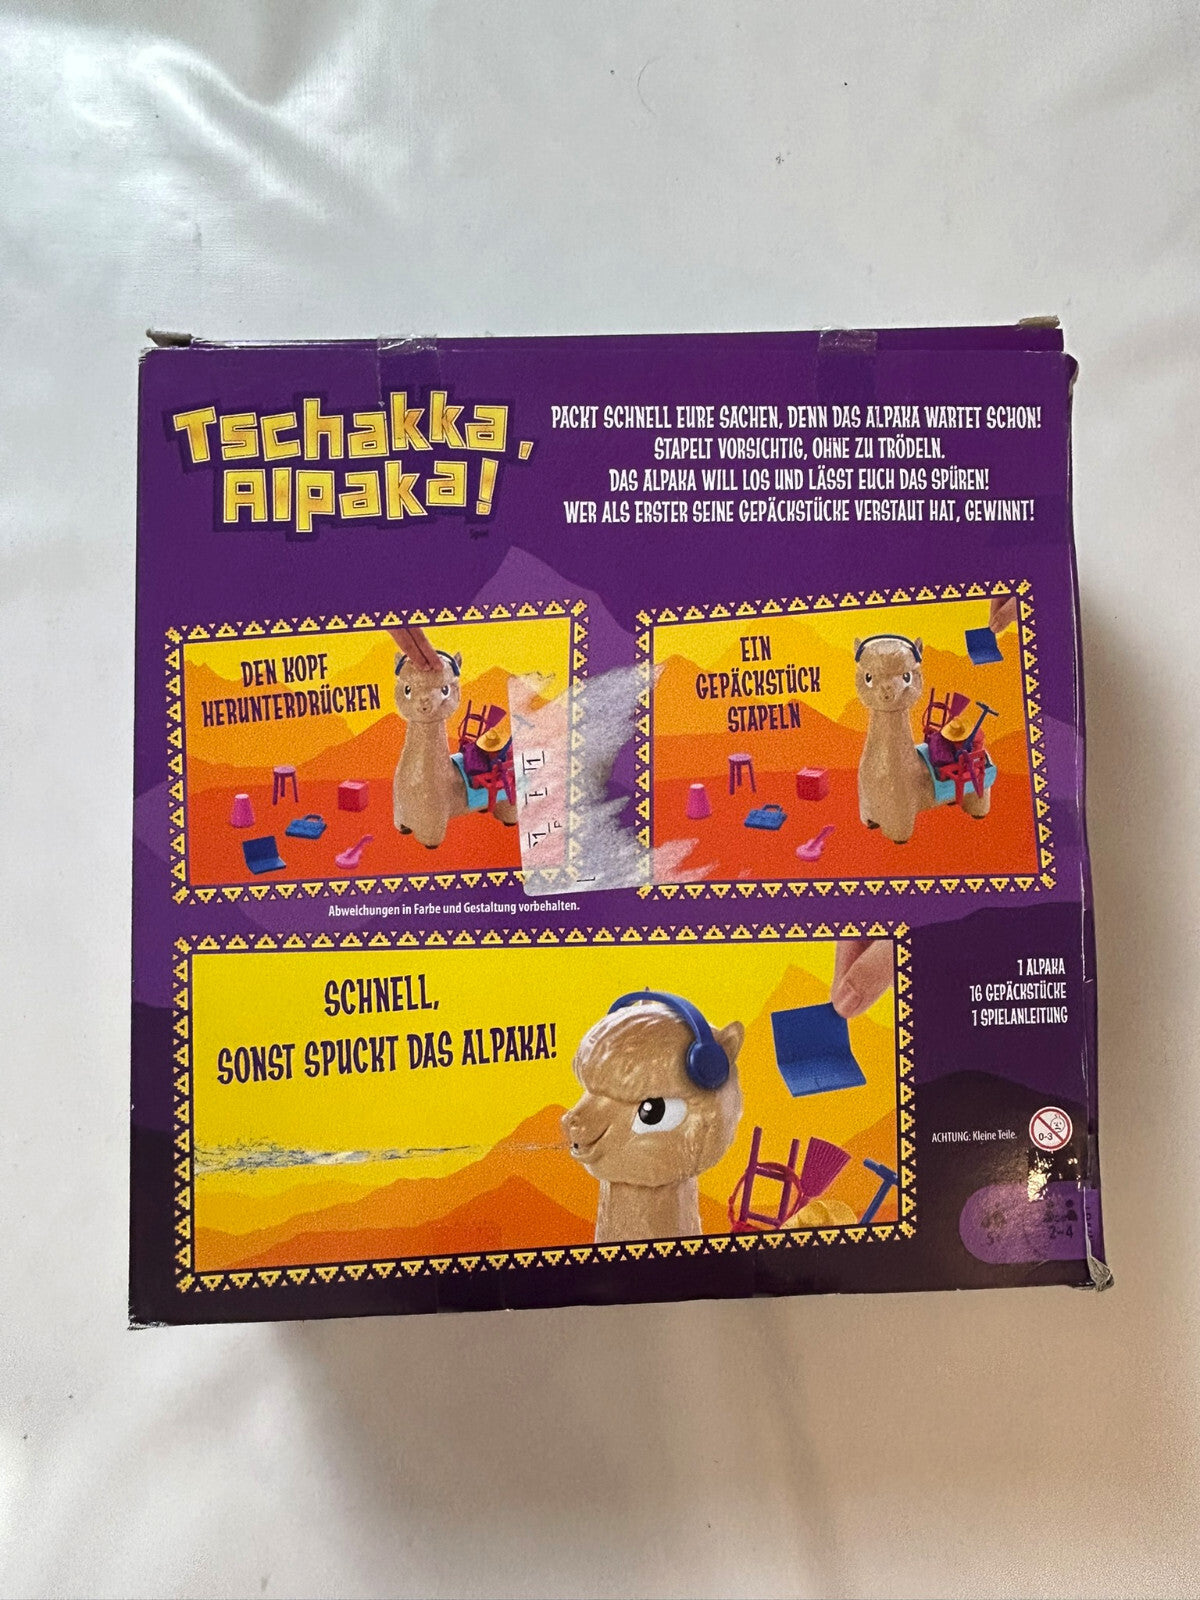 Tschakka,
Alpaka!
Spiel
PACKT SCHNELL EURE SACHEN, DENN DAS ALPAKA WARTET SCHON!
STAPELT VORSICHTIG, OHNE ZU TRÖDELN.
DAS ALPAKA WILL LOS UND LÄSST EUCH DAS SPÜREN!
WER ALS ERSTER SEINE GEPÄCKSTÜCKE VERSTAUT HAT, GEWINNT!
DEN KOPF
HERUNTERDRÜCKEN
EIN
GEPÄCKSTÜCK
STAPELN
Abweichungen in Farbe und Gestaltung vorbehalten.
SCHNELL,
SONST SPUCKT DAS ALPAKA!
1 ALPAKA
16 GEPÄCKSTÜCKE
1 SPIELANLEITUNG
ACHTUNG: Kleine Teile.
0-3
5+
2-4